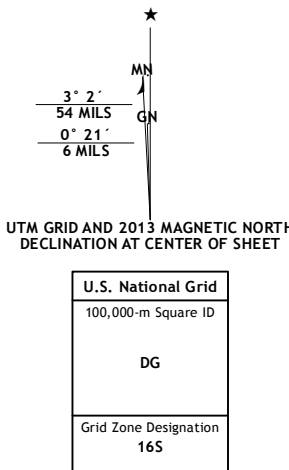 ★
MN
3° 2´
54 MILS
GN
0° 21´
6 MILS
UTM GRID AND 2013 MAGNETIC NORTH
DECLINATION AT CENTER OF SHEET
U.S. National Grid
100,000-m Square ID
DG
Grid Zone Designation
16S